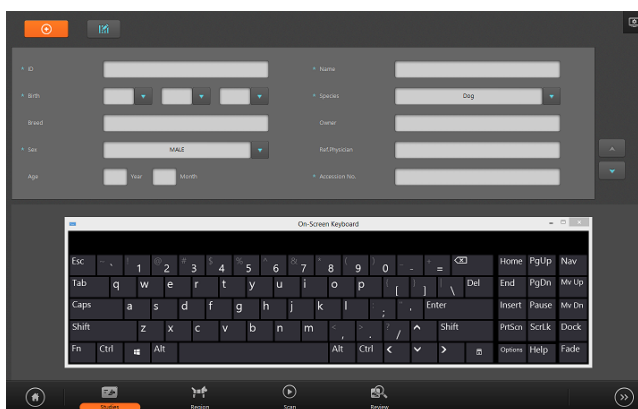 * ID
* Name
* Birth
* Species
Dog
Breed
Owner
* Sex
MALE
Ref.Physician
Age
Year
Month
* Accession No.
On-Screen Keyboard
Esc ~ ` ! 1 @ 2 # 3 $ 4 % 5 ^ 6 & 7 * 8 ( 9 ) 0 _ - + = Home PgUp Nav
Tab q w e r t y u i o p { [ } ] | \ Del End PgDn Mv Up
Caps a s d f g h j k l : ; " ' Enter Insert Pause Mv Dn
Shift z x c v b n m < , > . ? / Shift PrtScn ScrLk Dock
Fn Ctrl Alt Alt Ctrl Options Help Fade
Studies
Region
Scan
Review